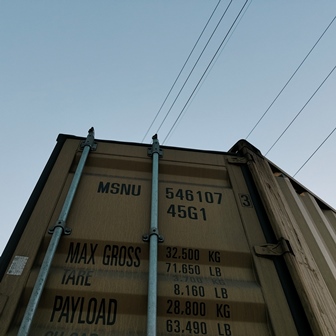 MSNU 546107 3
45G1
MAX GROSS 32.500 KG
71.650 LB
TARE KG
8.160 LB
PAYLOAD 28.800 KG
63.490 LB